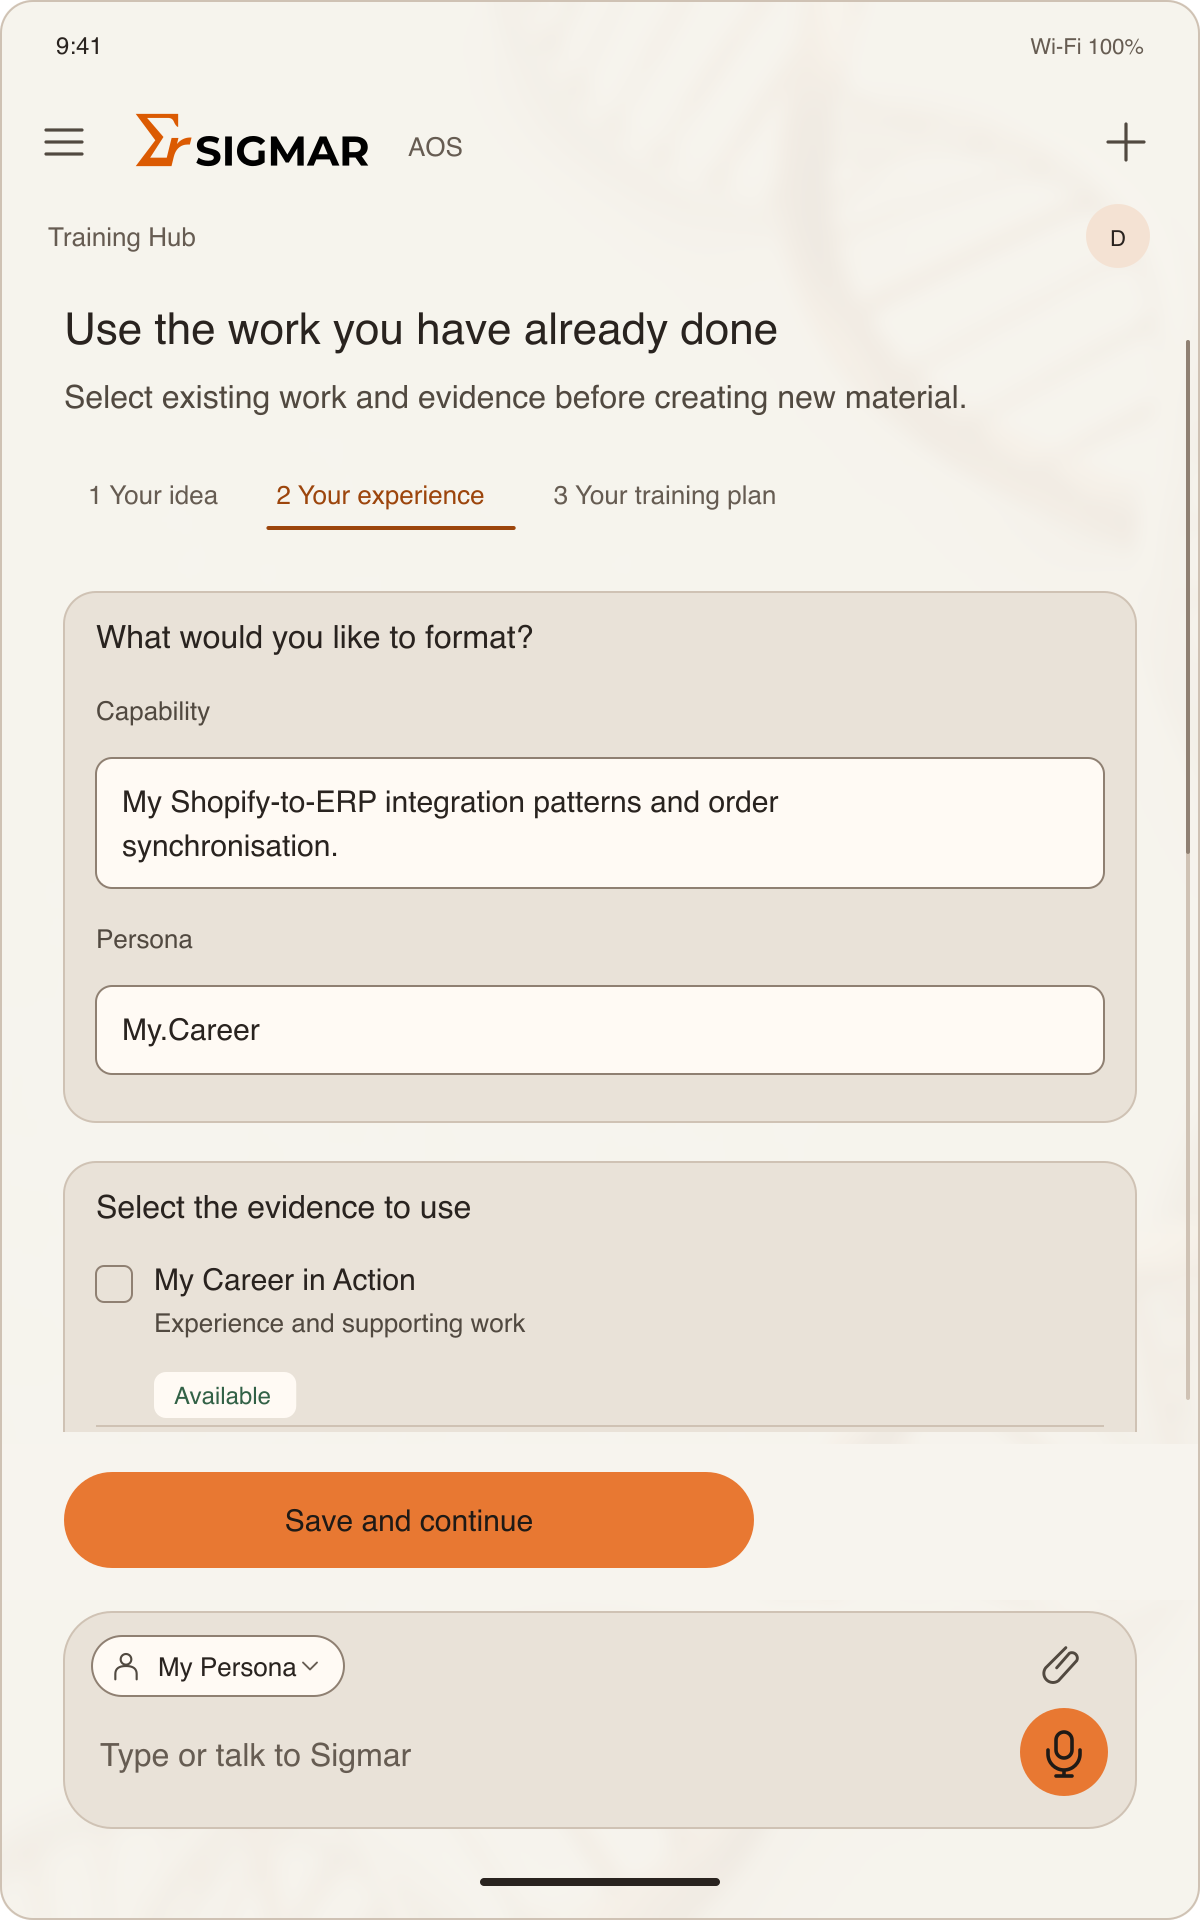 9:41
Wi-Fi 100%
Σr SIGMAR AOS
Training Hub
D
Use the work you have already done
Select existing work and evidence before creating new material.
1 Your idea
2 Your experience
3 Your training plan
What would you like to format?
Capability
My Shopify-to-ERP integration patterns and order
synchronisation.
Persona
My.Career
Select the evidence to use
My Career in Action
Experience and supporting work
Available
Save and continue
My Persona
Type or talk to Sigmar